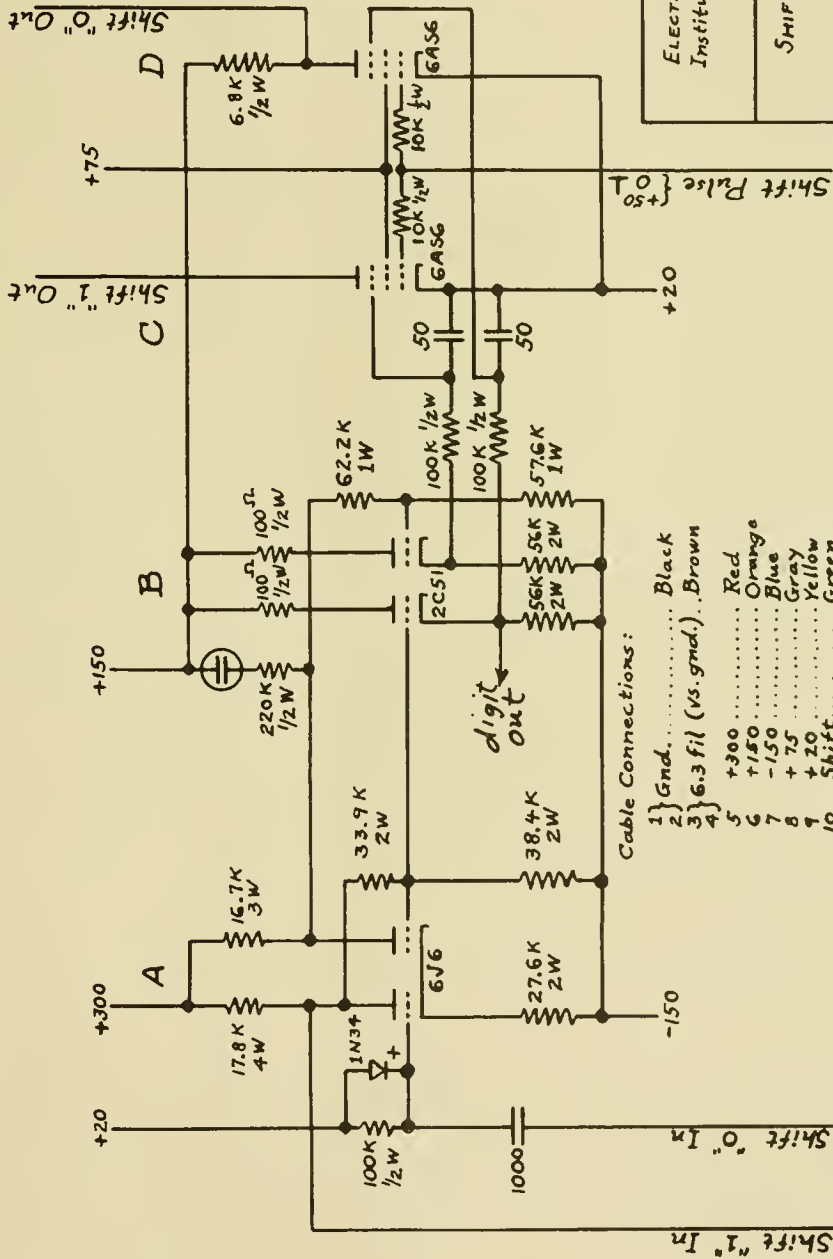 Shift "0" Out
D
6.8K
1/2 W
6AS6
10K 1/2W
+75
10K 1/2W
6AS6
Shift Pulse { +50 0
ELECT
Institu
SHIF
Shift "1" Out
C
50
50
+20
100K 1/2W
100K 1/2W
62.2K
1W
57.6K
1W
B
100Ω
1/2W
100Ω
1/2W
2C51
56K
2W
56K
2W
+150
220K
1/2W
digit
out
33.9K
2W
38.4K
2W
A
16.7K
3W
+300
17.8K
4W
6J6
27.6K
2W
-150
1N34
+
+20
100K
1/2W
1000
Shift "0" In
Shift "1" In
Cable Connections:
1 } Gnd. .......... Black
2 }
3 } 6.3 fil (vs. gnd.) .. Brown
4 }
5 +300 .......... Red
6 +150 .......... Orange
7 -150 .......... Blue
8 +75 .......... Gray
9 +20 .......... Yellow
10 Shift .......... Green